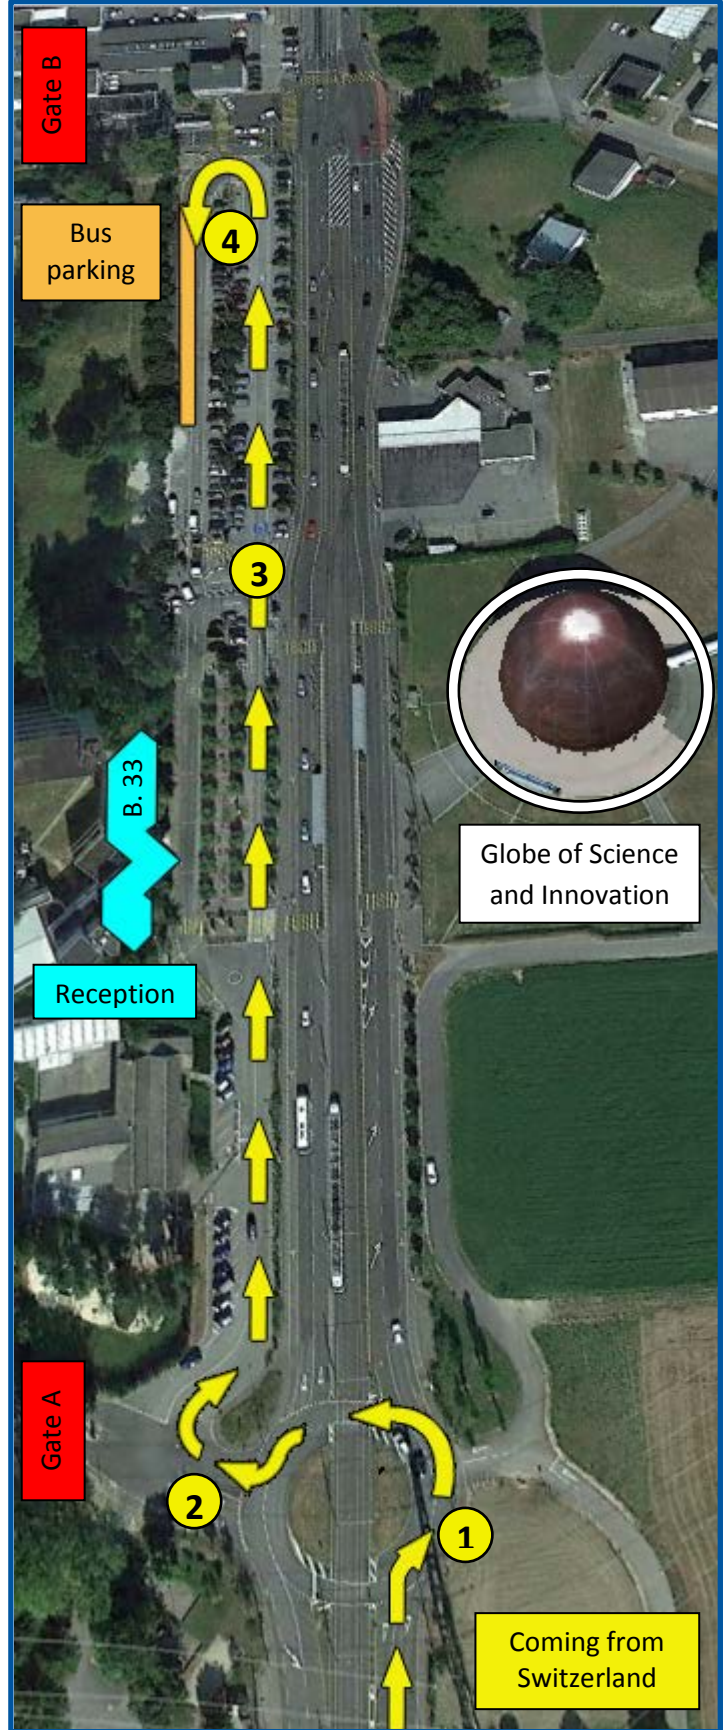 Gate B
Bus
parking
4
3
B. 33
Globe of Science
and Innovation
Reception
Gate A
2
1
Coming from
Switzerland